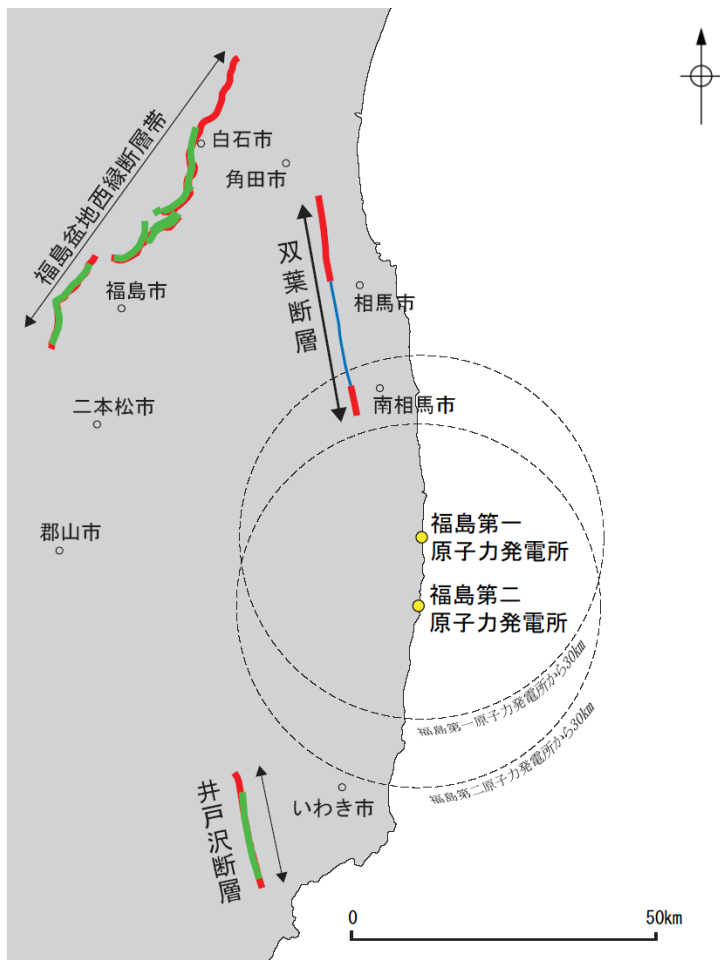 福島盆地西縁断層帯
白石市
角田市
双葉断層
福島市
相馬市
二本松市
南相馬市
郡山市
福島第一
原子力発電所
福島第二
原子力発電所
福島第一原子力発電所から30km
福島第二原子力発電所から30km
井戸沢断層
いわき市
0
50km